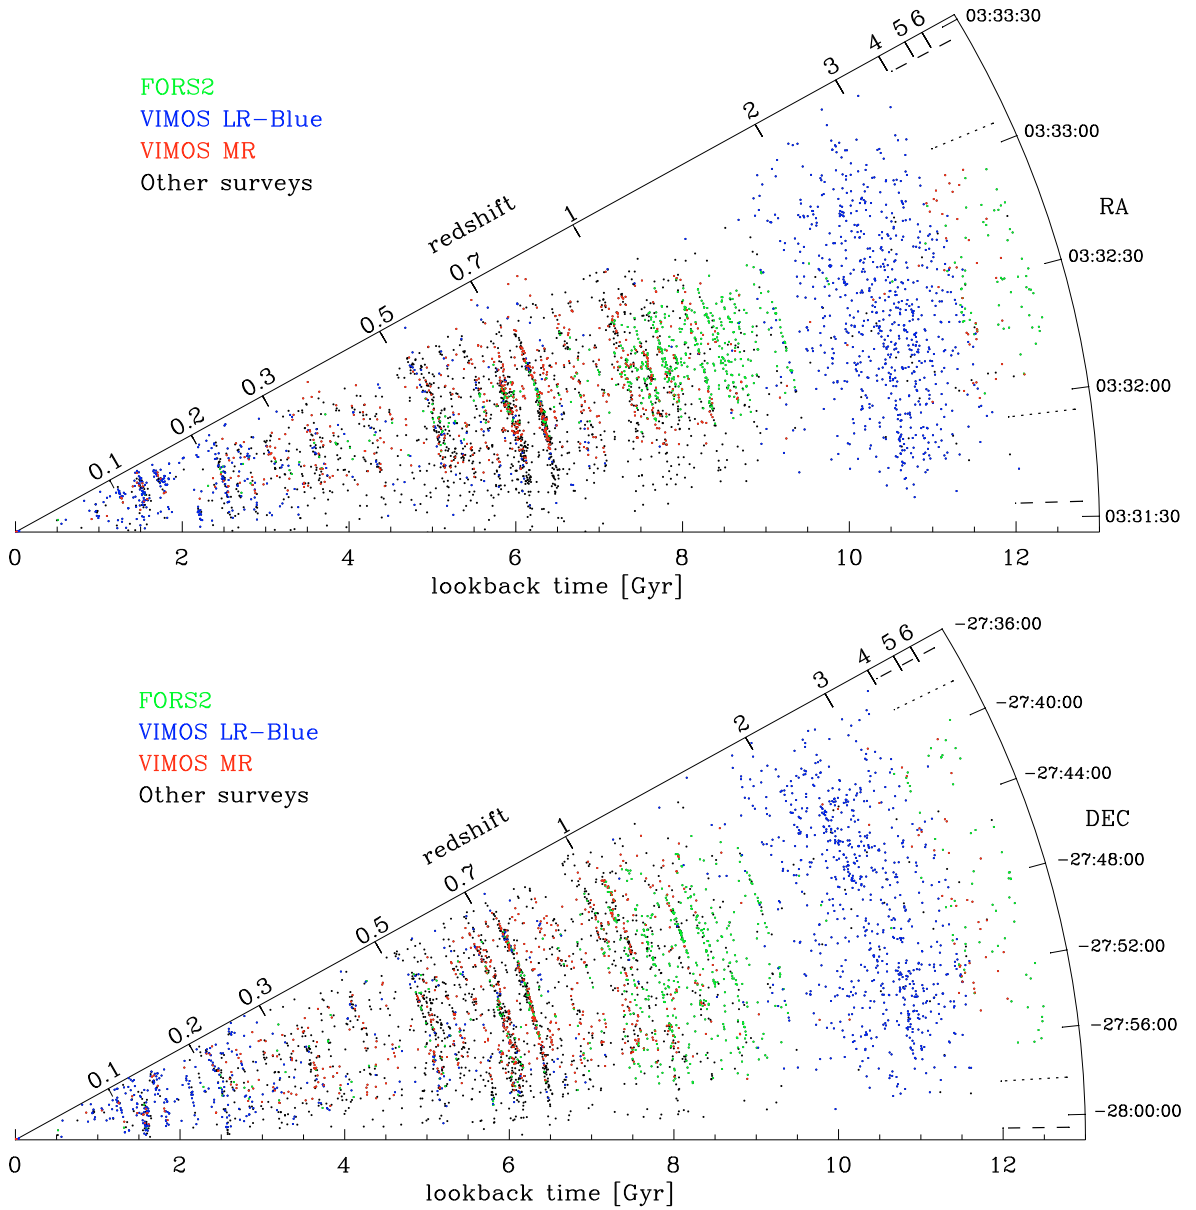 FORS2
VIMOS LR-Blue
VIMOS MR
Other surveys
redshift
0.1
0.2
0.3
0.5
0.7
1
2
3
4
5
6
03:33:30
03:33:00
RA
03:32:30
03:32:00
03:31:30
0 2 4 6 8 10 12
lookback time [Gyr]
FORS2
VIMOS LR-Blue
VIMOS MR
Other surveys
redshift
0.1
0.2
0.3
0.5
0.7
1
2
3
4
5
6
-27:36:00
-27:40:00
-27:44:00
DEC
-27:48:00
-27:52:00
-27:56:00
-28:00:00
0 2 4 6 8 10 12
lookback time [Gyr]